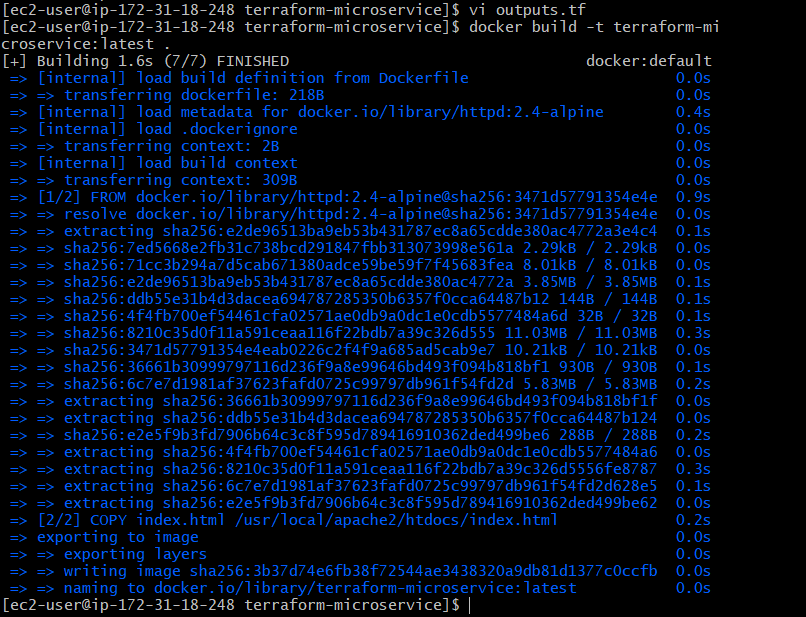 [ec2-user@ip-172-31-18-248 terraform-microservice]$ vi outputs.tf
[ec2-user@ip-172-31-18-248 terraform-microservice]$ docker build -t terraform-mi
croservice:latest .
[+] Building 1.6s (7/7) FINISHED docker:default
=> [internal] load build definition from Dockerfile 0.0s
=> => transferring dockerfile: 218B 0.0s
=> [internal] load metadata for docker.io/library/httpd:2.4-alpine 0.4s
=> [internal] load .dockerignore 0.0s
=> => transferring context: 2B 0.0s
=> [internal] load build context 0.0s
=> => transferring context: 309B 0.0s
=> [1/2] FROM docker.io/library/httpd:2.4-alpine@sha256:3471d57791354e4e 0.9s
=> => resolve docker.io/library/httpd:2.4-alpine@sha256:3471d57791354e4e 0.0s
=> => extracting sha256:e2de96513ba9eb53b431787ec8a65cdde380ac4772a3e4c4 0.1s
=> => sha256:7ed5668e2fb31c738bcd291847fbb313073998e561a 2.29kB / 2.29kB 0.0s
=> => sha256:71cc3b294a7d5cab671380adce59be59f7f45683fea 8.01kB / 8.01kB 0.0s
=> => sha256:e2de96513ba9eb53b431787ec8a65cdde380ac4772a 3.85MB / 3.85MB 0.1s
=> => sha256:ddb55e31b4d3dacea694787285350b6357f0cca64487b12 144B / 144B 0.1s
=> => sha256:4f4fb700ef54461cfa02571ae0db9a0dc1e0cdb5577484a6d 32B / 32B 0.1s
=> => sha256:8210c35d0f11a591ceaa116f22bdb7a39c326d555 11.03MB / 11.03MB 0.3s
=> => sha256:3471d57791354e4eab0226c2f4f9a685ad5cab9e7 10.21kB / 10.21kB 0.0s
=> => sha256:36661b30999797116d236f9a8e99646bd493f094b818bf1 930B / 930B 0.1s
=> => sha256:6c7e7d1981af37623fafd0725c99797db961f54fd2d 5.83MB / 5.83MB 0.2s
=> => extracting sha256:36661b30999797116d236f9a8e99646bd493f094b818bf1f 0.0s
=> => extracting sha256:ddb55e31b4d3dacea694787285350b6357f0cca64487b124 0.0s
=> => sha256:e2e5f9b3fd7906b64c3c8f595d789416910362ded499be6 288B / 288B 0.2s
=> => extracting sha256:4f4fb700ef54461cfa02571ae0db9a0dc1e0cdb5577484a6 0.0s
=> => extracting sha256:8210c35d0f11a591ceaa116f22bdb7a39c326d5556fe8787 0.3s
=> => extracting sha256:6c7e7d1981af37623fafd0725c99797db961f54fd2d628e5 0.1s
=> => extracting sha256:e2e5f9b3fd7906b64c3c8f595d789416910362ded499be62 0.0s
=> [2/2] COPY index.html /usr/local/apache2/htdocs/index.html 0.2s
=> exporting to image 0.0s
=> => exporting layers 0.0s
=> => writing image sha256:3b37d74e6fb38f72544ae3438320a9db81d1377c0ccfb 0.0s
=> => naming to docker.io/library/terraform-microservice:latest 0.0s
[ec2-user@ip-172-31-18-248 terraform-microservice]$